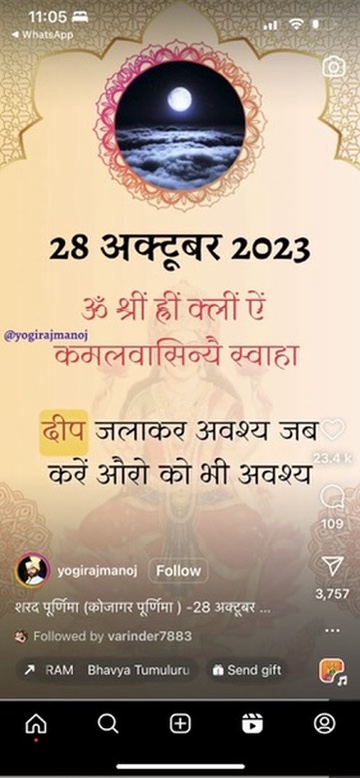 11:05
◀ WhatsApp
28 अक्टूबर 2023
ॐ श्रीं ह्रीं क्लीं ऐं
@yogirajmanoj
कमलवासिन्यै स्वाहा
दीप जलाकर अवश्य जब
करें औरो को भी अवश्य
23.4k
109
yogirajmanoj
Follow
3,757
शरद पूर्णिमा (कोजागर पूर्णिमा ) -28 अक्टूबर ...
Followed by varinder7883
RAM Bhavya Tumuluru
Send gift